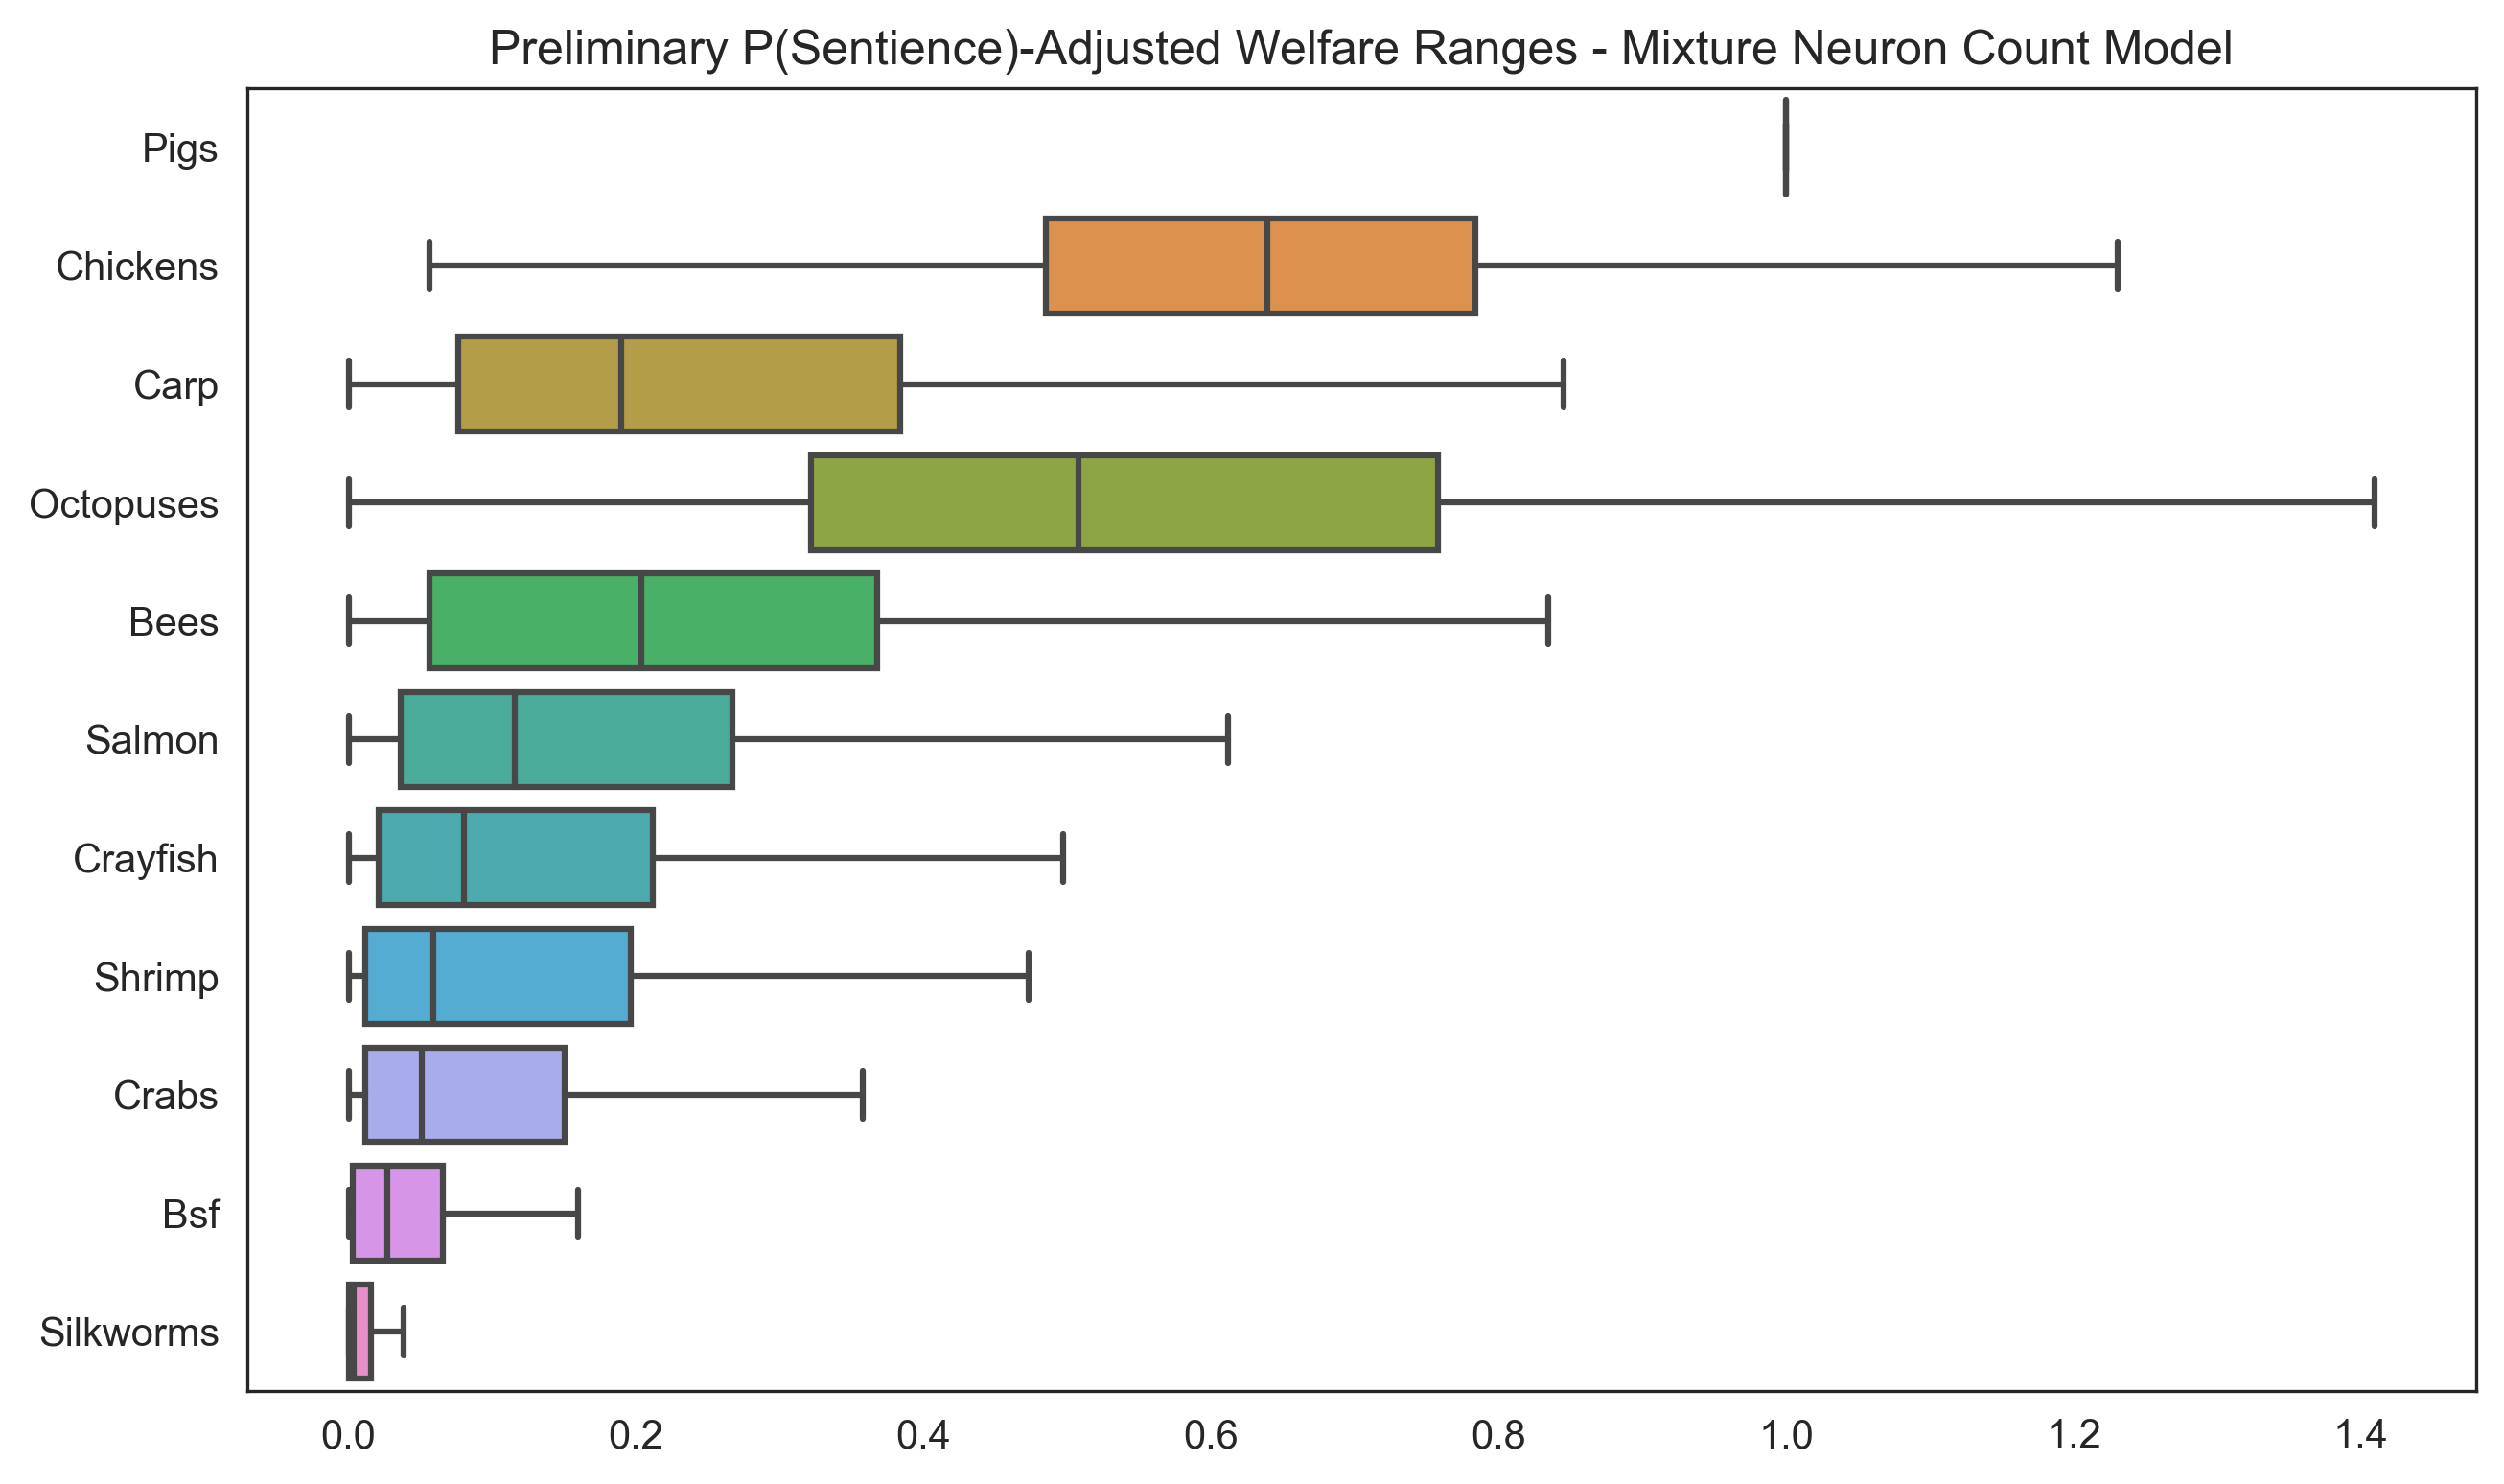 Preliminary P(Sentience)-Adjusted Welfare Ranges - Mixture Neuron Count Model
Pigs
Chickens
Carp
Octopuses
Bees
Salmon
Crayfish
Shrimp
Crabs
Bsf
Silkworms
0.0 0.2 0.4 0.6 0.8 1.0 1.2 1.4